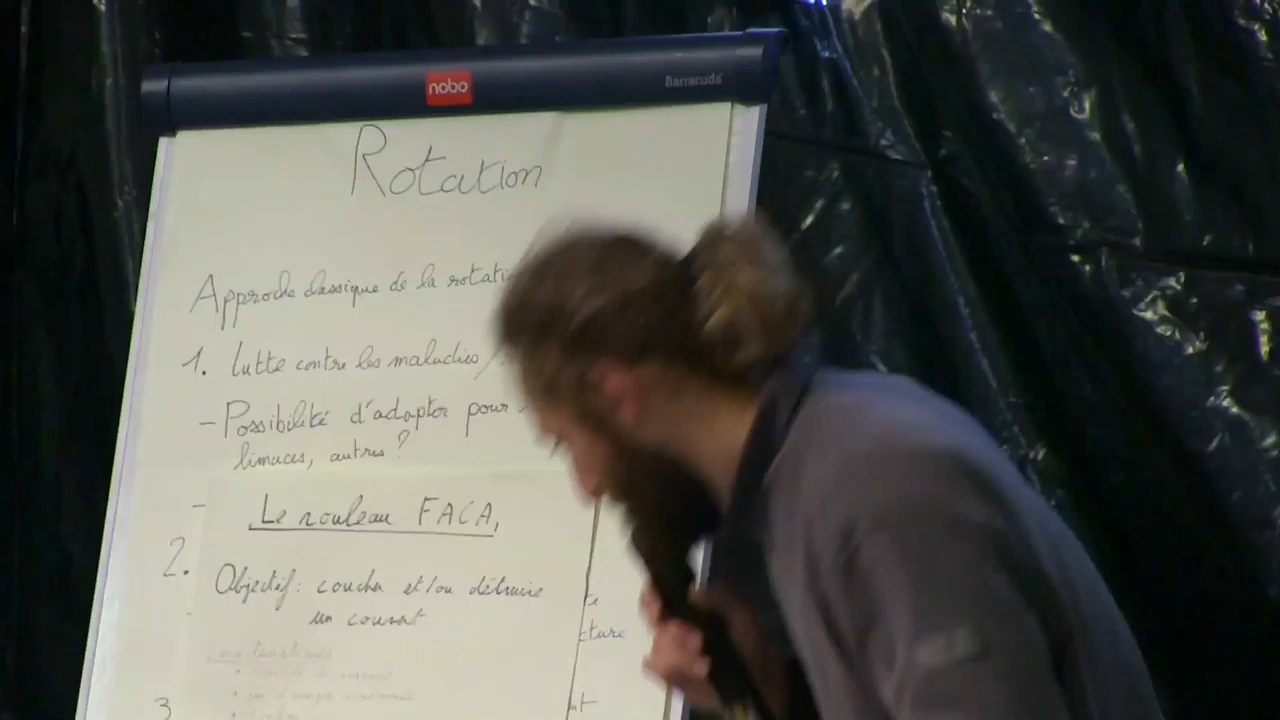 nobo
Barracuda
Rotation
Approche classique de la rotati
1. Lutte contre les maladies /
- Possibilité d'adapter pour
limaces, autres ?
-
Le rouleau FACA,
2.
Objectif : coucher et/ou détruire
un couvert.
cture
3